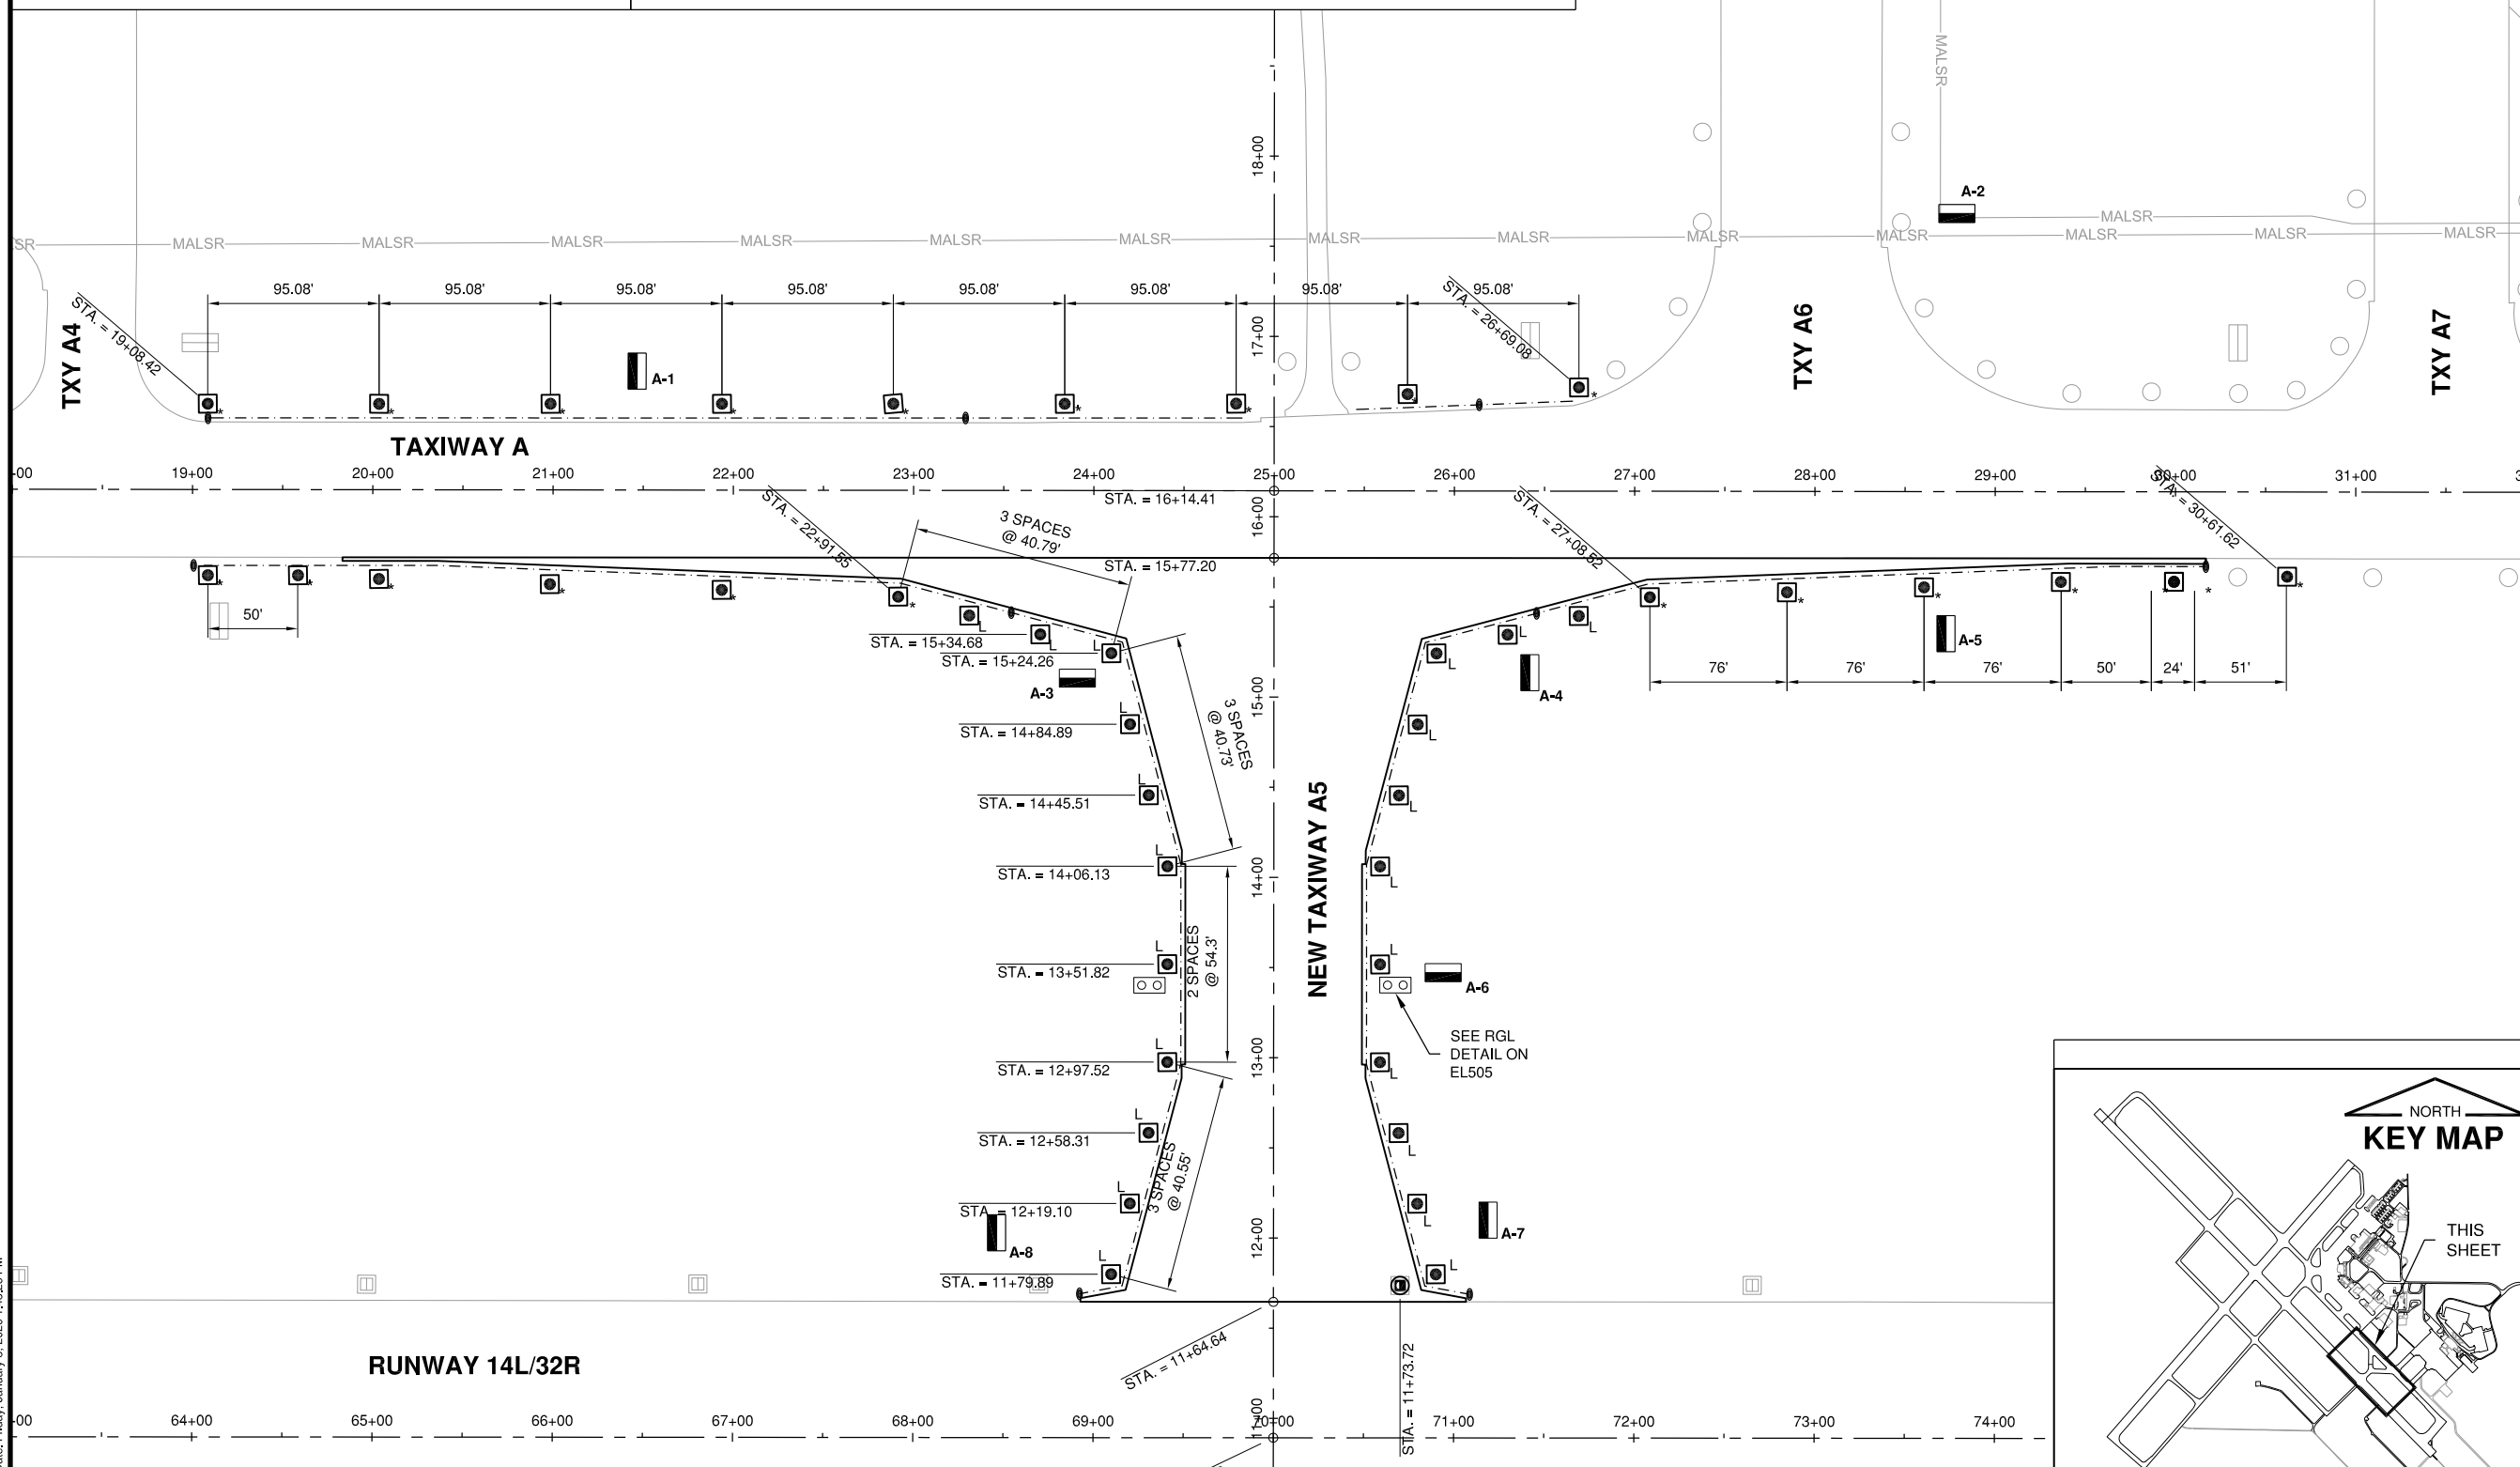 MALSR
A-2
18+00
MALSR
SR
MALSR
MALSR
MALSR
MALSR
MALSR
MALSR
MALSR
MALSR
MALSR
MALSR
MALSR
MALSR
MALSR
95.08'
95.08'
95.08'
95.08'
95.08'
95.08'
95.08'
95.08'
STA. = 19+08.42
STA. = 26+69.08
17+00
TXY A4
TXY A6
TXY A7
A-1
*
*
*
*
*
*
*
*
*
TAXIWAY A
-00
19+00
20+00
21+00
22+00
23+00
24+00
25+00
26+00
27+00
28+00
29+00
30+00
31+00
STA. = 16+14.41
STA. = 22+91.55
STA. = 27+08.52
STA. = 30+61.62
16+00
3 SPACES
@ 40.79'
STA. = 15+77.20
*
*
*
*
*
*
*
*
*
*
*
*
*
50'
L
L
L
L
L
L
STA. = 15+34.68
STA. = 15+24.26
A-3
A-4
A-5
76'
76'
76'
50'
24'
51'
15+00
3 SPACES
@ 40.73'
L
STA. = 14+84.89
L
L
STA. = 14+45.51
L
L
STA. = 14+06.13
L
14+00
NEW TAXIWAY A5
2 SPACES
@ 54.3'
L
STA. = 13+51.82
L
A-6
SEE RGL
DETAIL ON
EL505
L
STA. = 12+97.52
L
13+00
L
STA. = 12+58.31
L
3 SPACES
@ 40.55'
L
STA. = 12+19.10
L
A-8
A-7
12+00
L
STA. = 11+79.89
L
STA. = 11+64.64
STA. = 11+73.72
RUNWAY 14L/32R
11+00
-00
64+00
65+00
66+00
67+00
68+00
69+00
70+00
71+00
72+00
73+00
74+00
NORTH
KEY MAP
THIS
SHEET